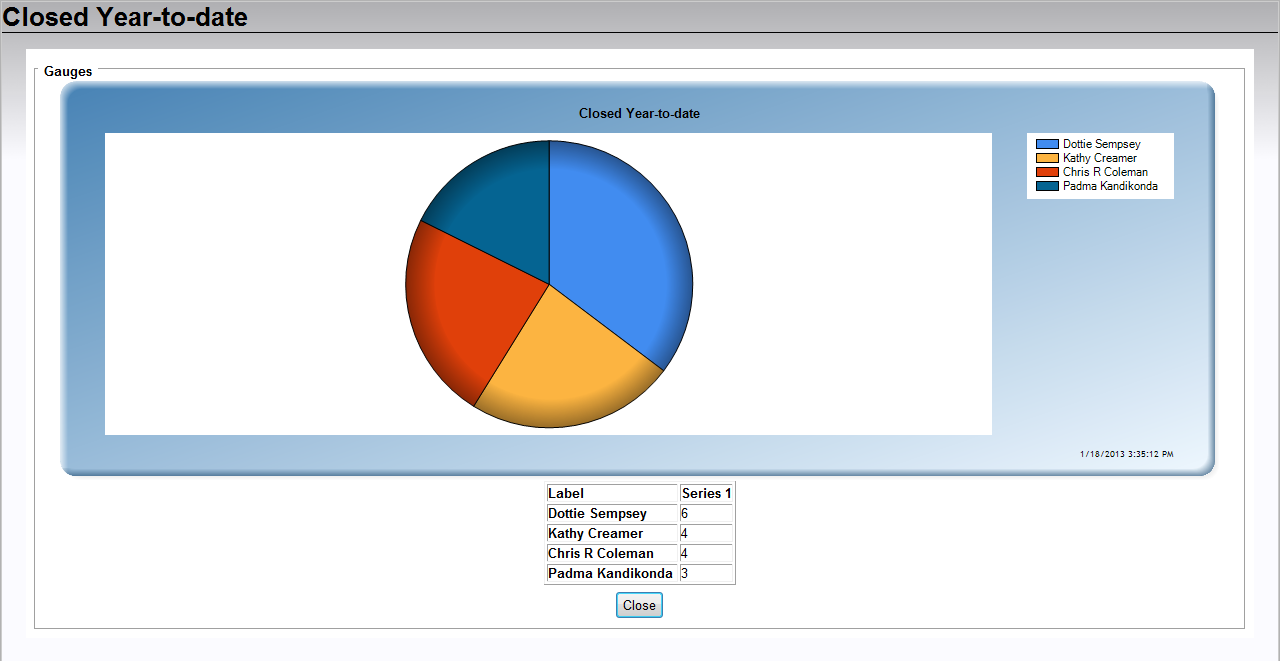 Closed Year-to-date
Gauges
Closed Year-to-date
Dottie Sempsey
Kathy Creamer
Chris R Coleman
Padma Kandikonda
1/18/2013 3:35:12 PM
Label Series 1
Dottie Sempsey 6
Kathy Creamer 4
Chris R Coleman 4
Padma Kandikonda 3
Close